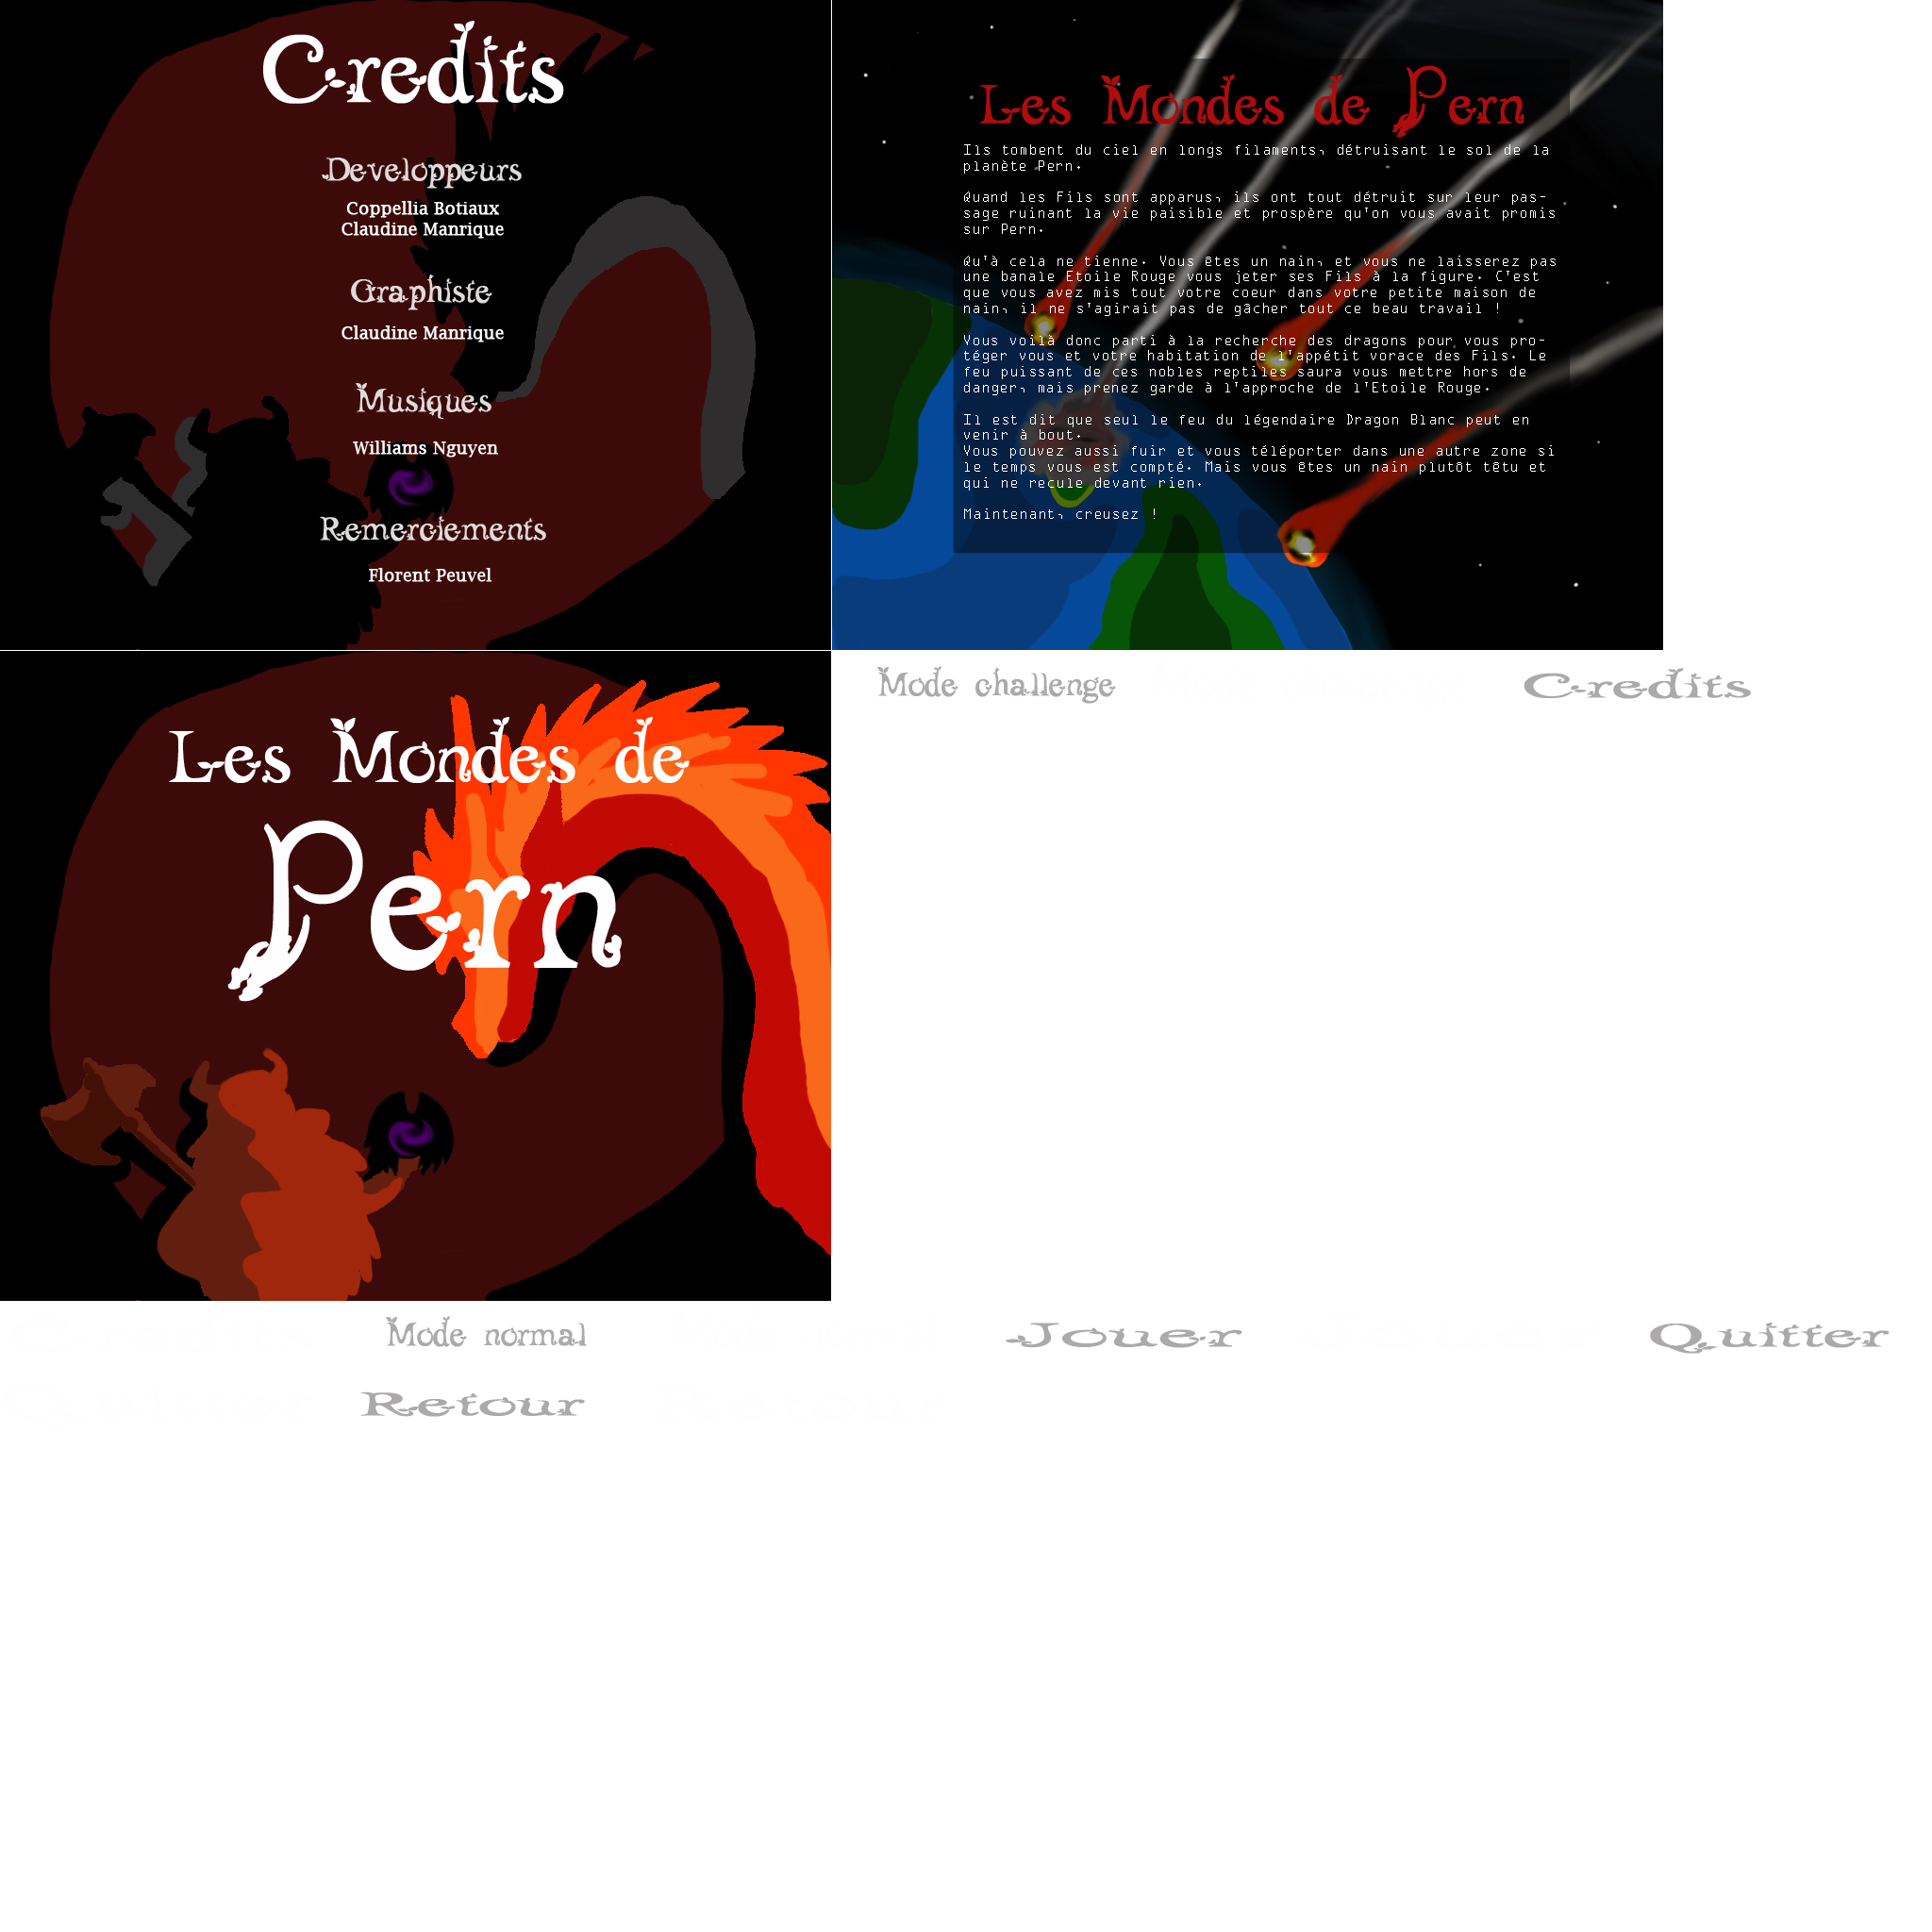 Credits
Developpeurs
Coppellia Botiaux
Claudine Manrique
Graphiste
Claudine Manrique
Musiques
Williams Nguyen
Remerciements
Florent Peuvel
Les Mondes de Pern
Ils tombent du ciel en longs filaments, détruisant le sol de la
planète Pern.
Quand les Fils sont apparus, ils ont tout détruit sur leur pas-
sage ruinant la vie paisible et prospère qu'on vous avait promis
sur Pern.
Qu'à cela ne tienne. Vous êtes un nain, et vous ne laisserez pas
une banale Etoile Rouge vous jeter ses Fils à la figure. C'est
que vous avez mis tout votre coeur dans votre petite maison de
nain, il ne s'agirait pas de gâcher tout ce beau travail !
Vous voilà donc parti à la recherche des dragons pour vous pro-
téger vous et votre habitation de l'appétit vorace des Fils. Le
feu puissant de ces nobles reptiles saura vous mettre hors de
danger, mais prenez garde à l'approche de l'Etoile Rouge.
Il est dit que seul le feu du légendaire Dragon Blanc peut en
venir à bout.
Vous pouvez aussi fuir et vous téléporter dans une autre zone si
le temps vous est compté. Mais vous êtes un nain plutôt têtu et
qui ne recule devant rien.
Maintenant, creusez !
Les Mondes de
Pern
Mode challenge
Credits
Mode normal
Jouer
Quitter
Retour